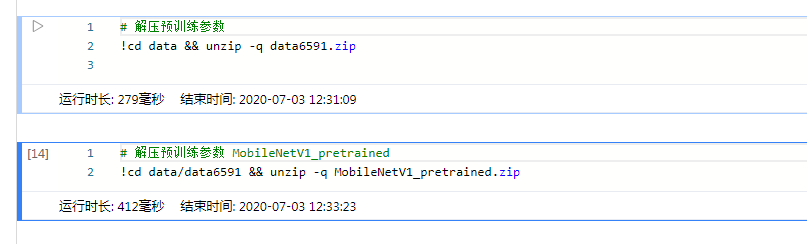 1 # 解压预训练参数
2 !cd data && unzip -q data6591.zip
3
运行时长: 279毫秒 结束时间: 2020-07-03 12:31:09
[14] 1 # 解压预训练参数 MobileNetV1_pretrained
2 !cd data/data6591 && unzip -q MobileNetV1_pretrained.zip
运行时长: 412毫秒 结束时间: 2020-07-03 12:33:23